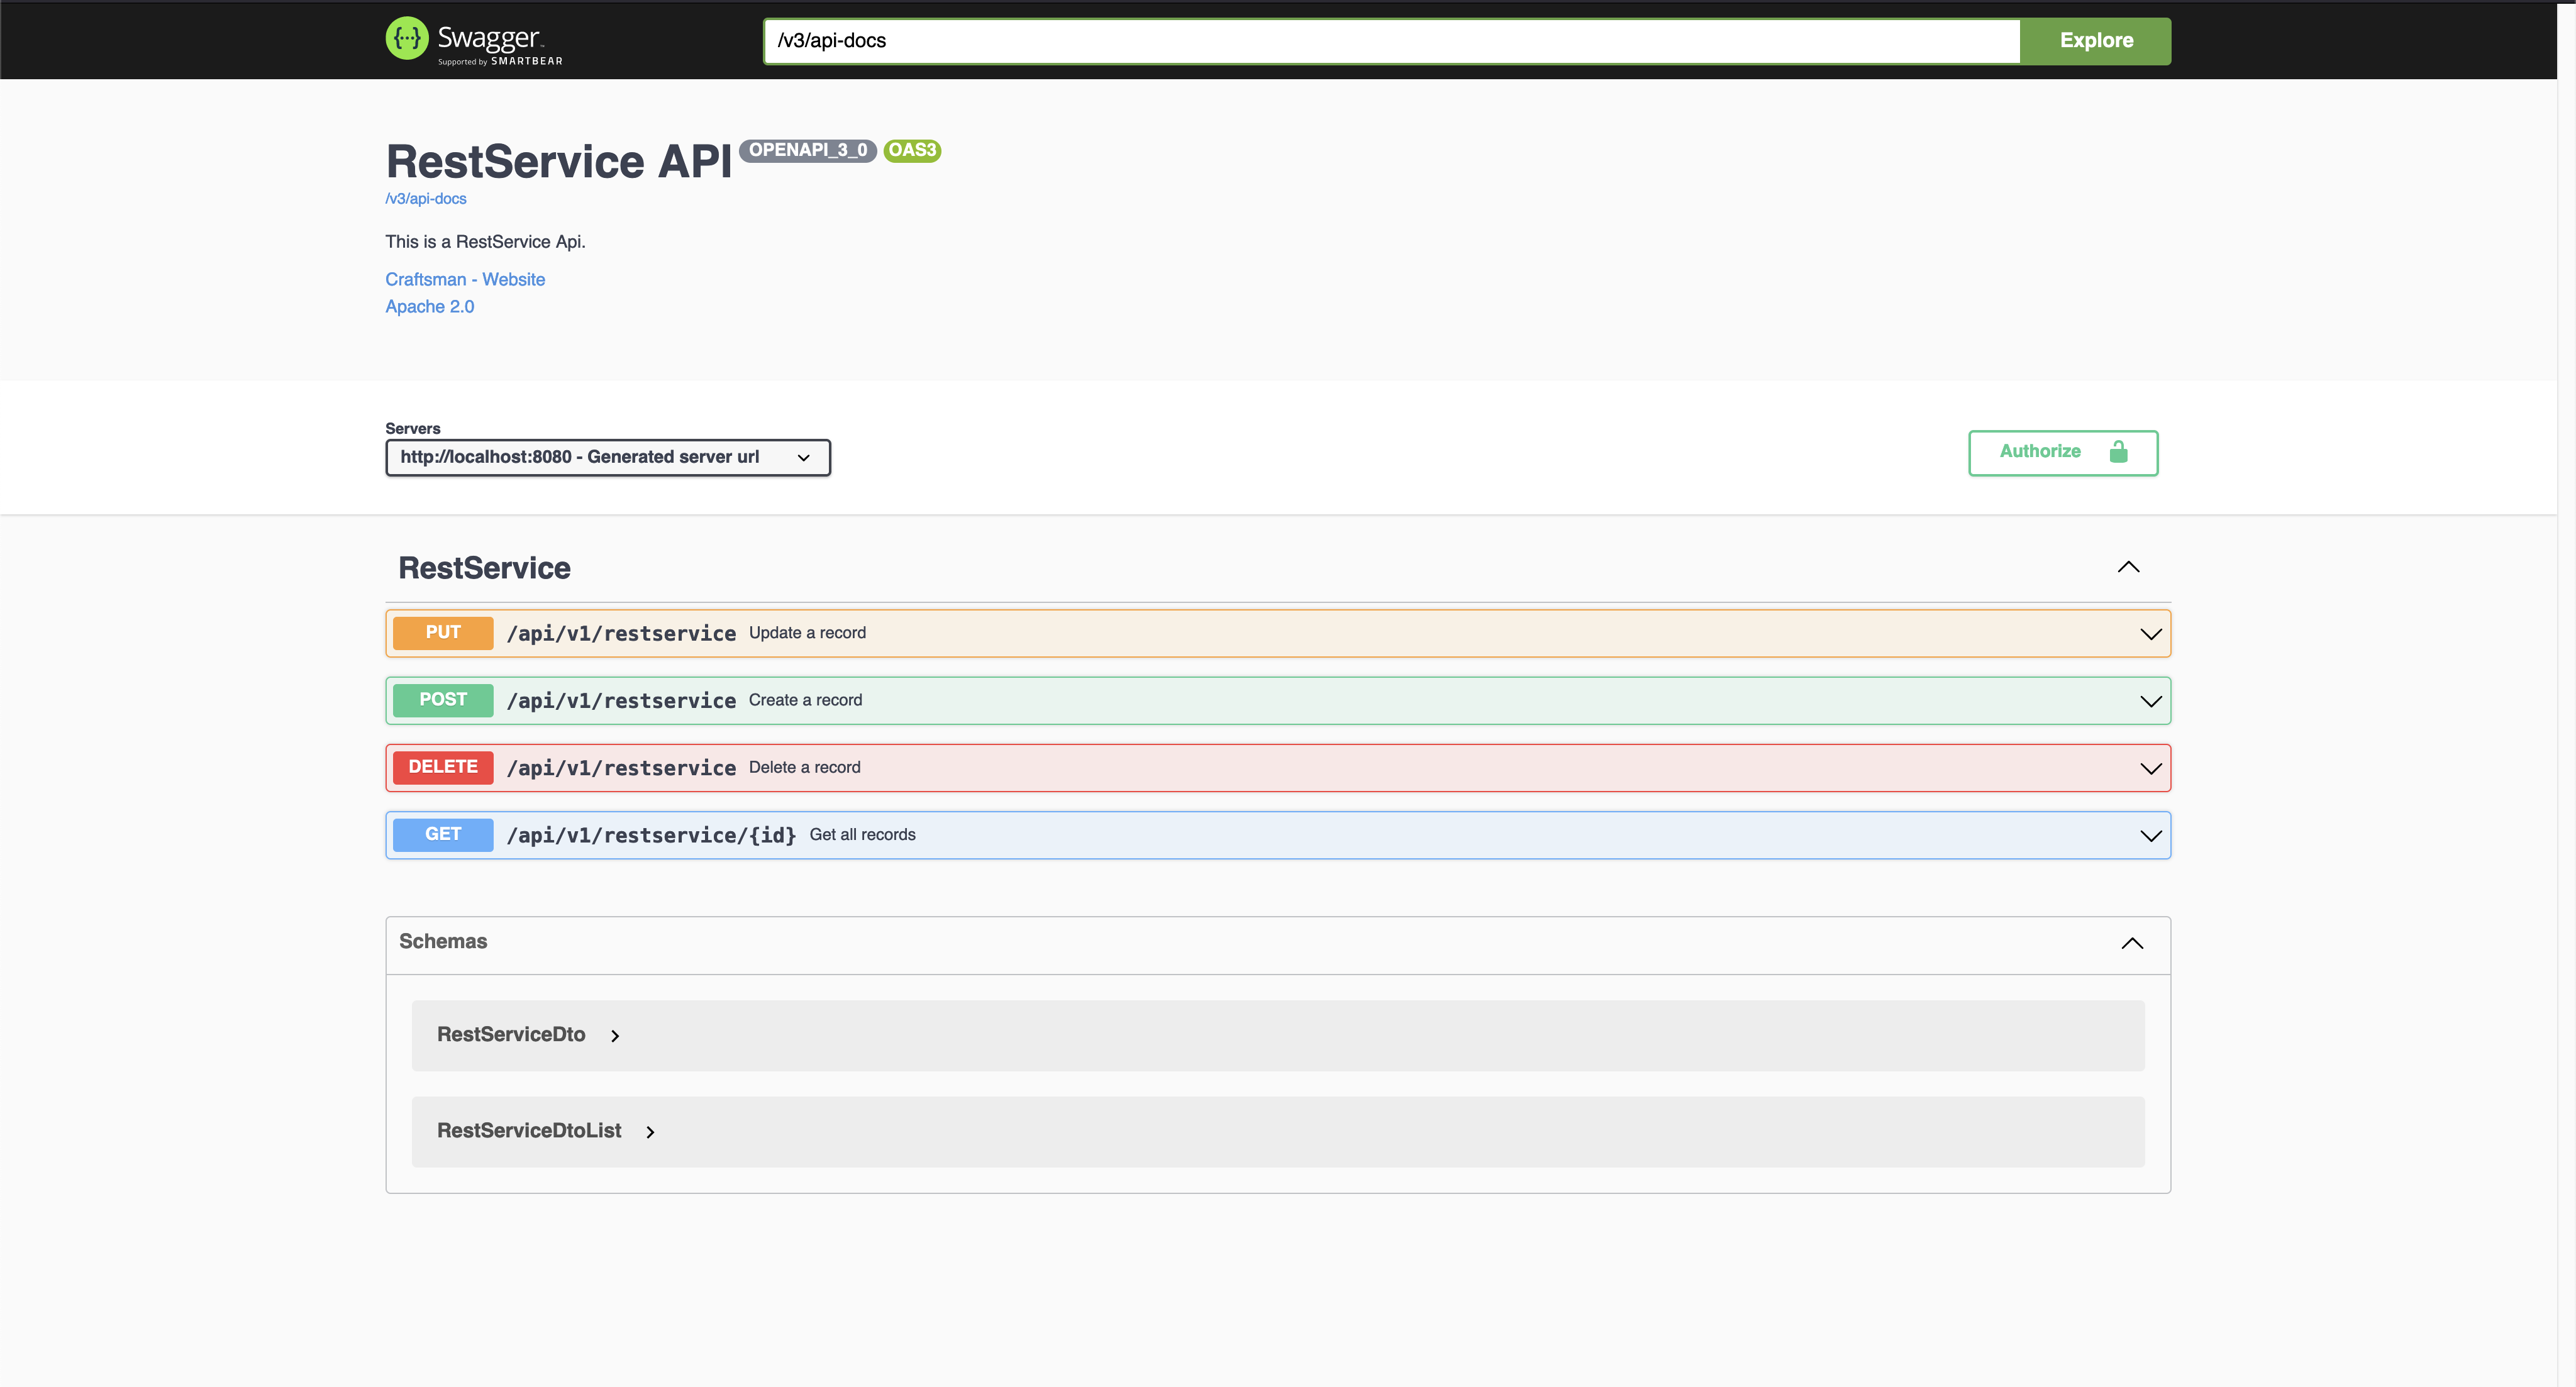 Swagger
Supported by SMARTBEAR
/v3/api-docs
Explore
RestService API OPENAPI_3_0 OAS3
/v3/api-docs
This is a RestService Api.
Craftsman - Website
Apache 2.0
Servers
http://localhost:8080 - Generated server url
Authorize
RestService
PUT /api/v1/restservice Update a record
POST /api/v1/restservice Create a record
DELETE /api/v1/restservice Delete a record
GET /api/v1/restservice/{id} Get all records
Schemas
RestServiceDto
RestServiceDtoList